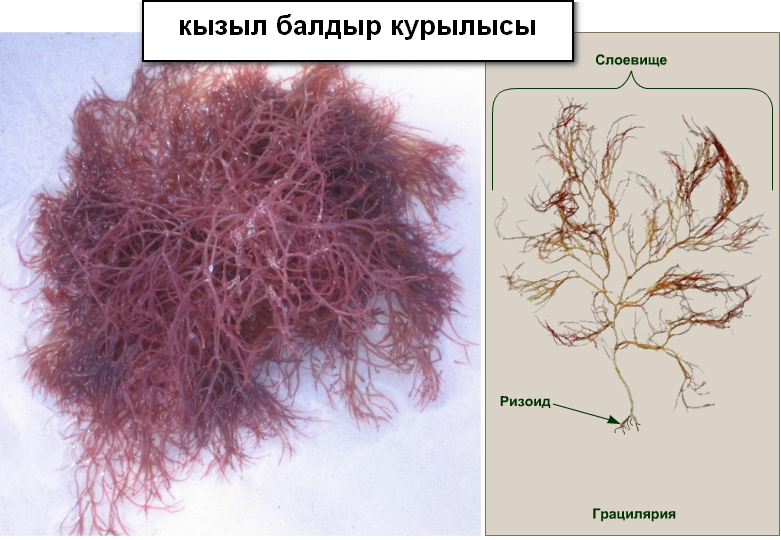 кызыл балдыр курылысы
Слоевище
Ризоид
Грацилярия